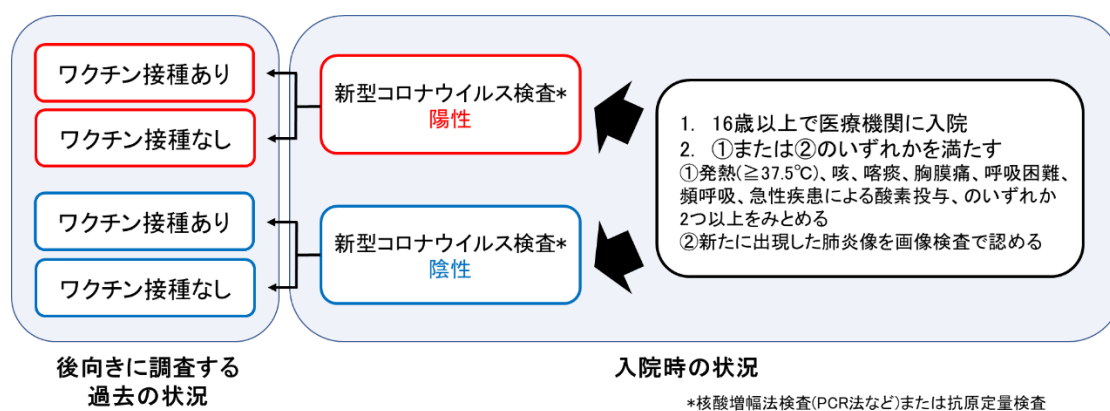 ワクチン接種あり
ワクチン接種なし
ワクチン接種あり
ワクチン接種なし
後向きに調査する
過去の状況
新型コロナウイルス検査*
陽性
新型コロナウイルス検査*
陰性
1. 16歳以上で医療機関に入院
2. ①または②のいずれかを満たす
①発熱(≧37.5℃)、咳、喀痰、胸膜痛、呼吸困難、
頻呼吸、急性疾患による酸素投与、のいずれか
2つ以上をみとめる
②新たに出現した肺炎像を画像検査で認める
入院時の状況
*核酸増幅法検査(PCR法など)または抗原定量検査